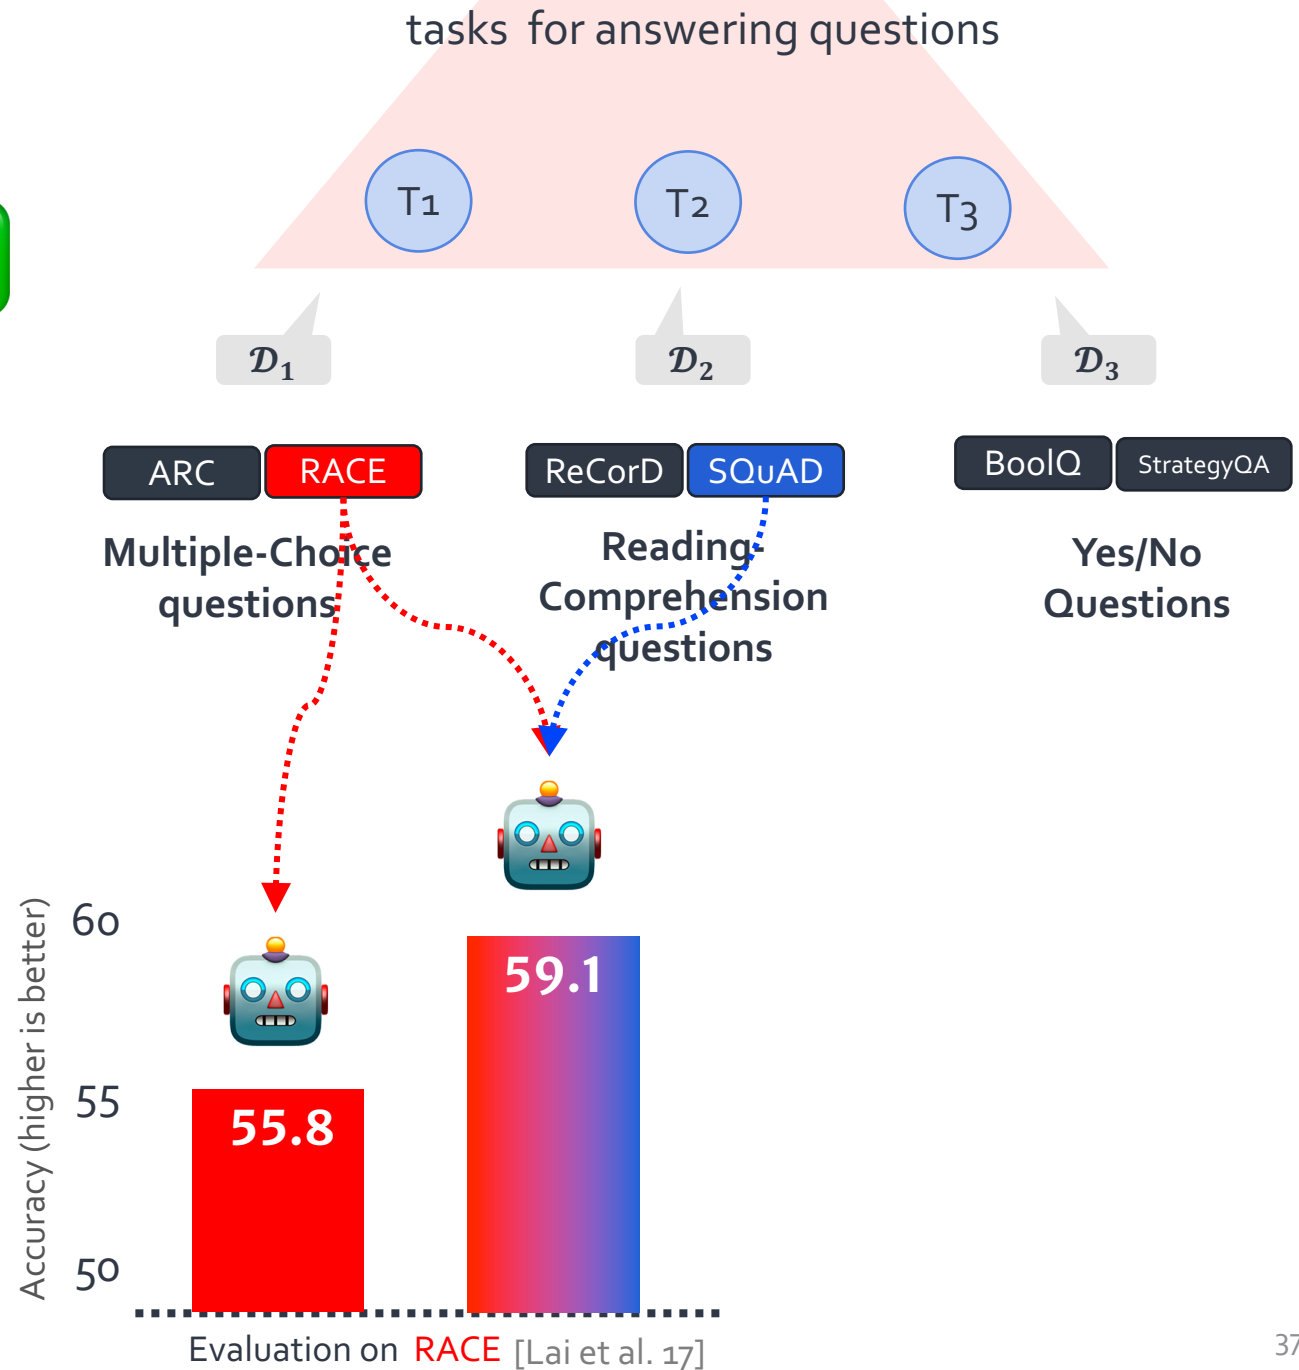 tasks for answering questions
T1
T2
T3
𝒟₁
𝒟₂
𝒟₃
ARC
RACE
ReCorD
SQuAD
BoolQ
StrategyQA
Multiple-Choice
questions
Reading-
Comprehension
questions
Yes/No
Questions
Accuracy (higher is better)
60
55
50
55.8
59.1
Evaluation on RACE [Lai et al. 17]
37